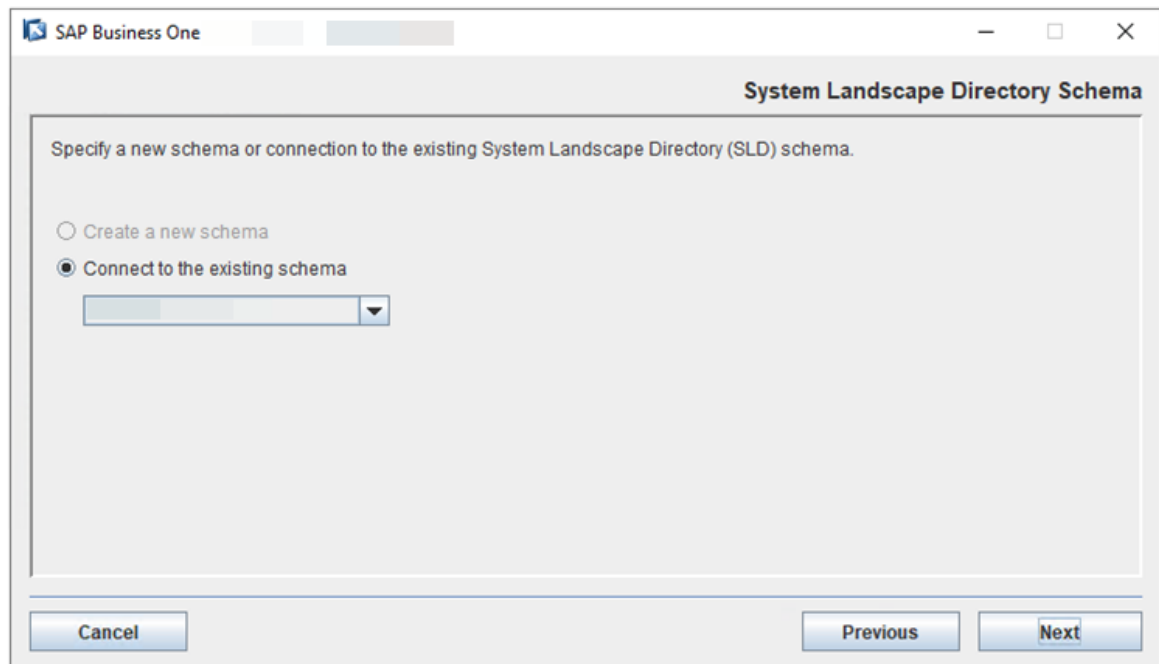 SAP Business One
System Landscape Directory Schema
Specify a new schema or connection to the existing System Landscape Directory (SLD) schema.
Create a new schema
Connect to the existing schema
Cancel
Previous
Next